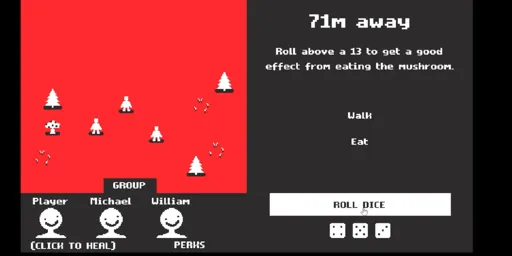 71m away
Roll above a 13 to get a good
effect from eating the mushroom.
Walk
Eat
GROUP
ROLL DICE
Player Michael William
(CLICK TO HEAL) PERKS